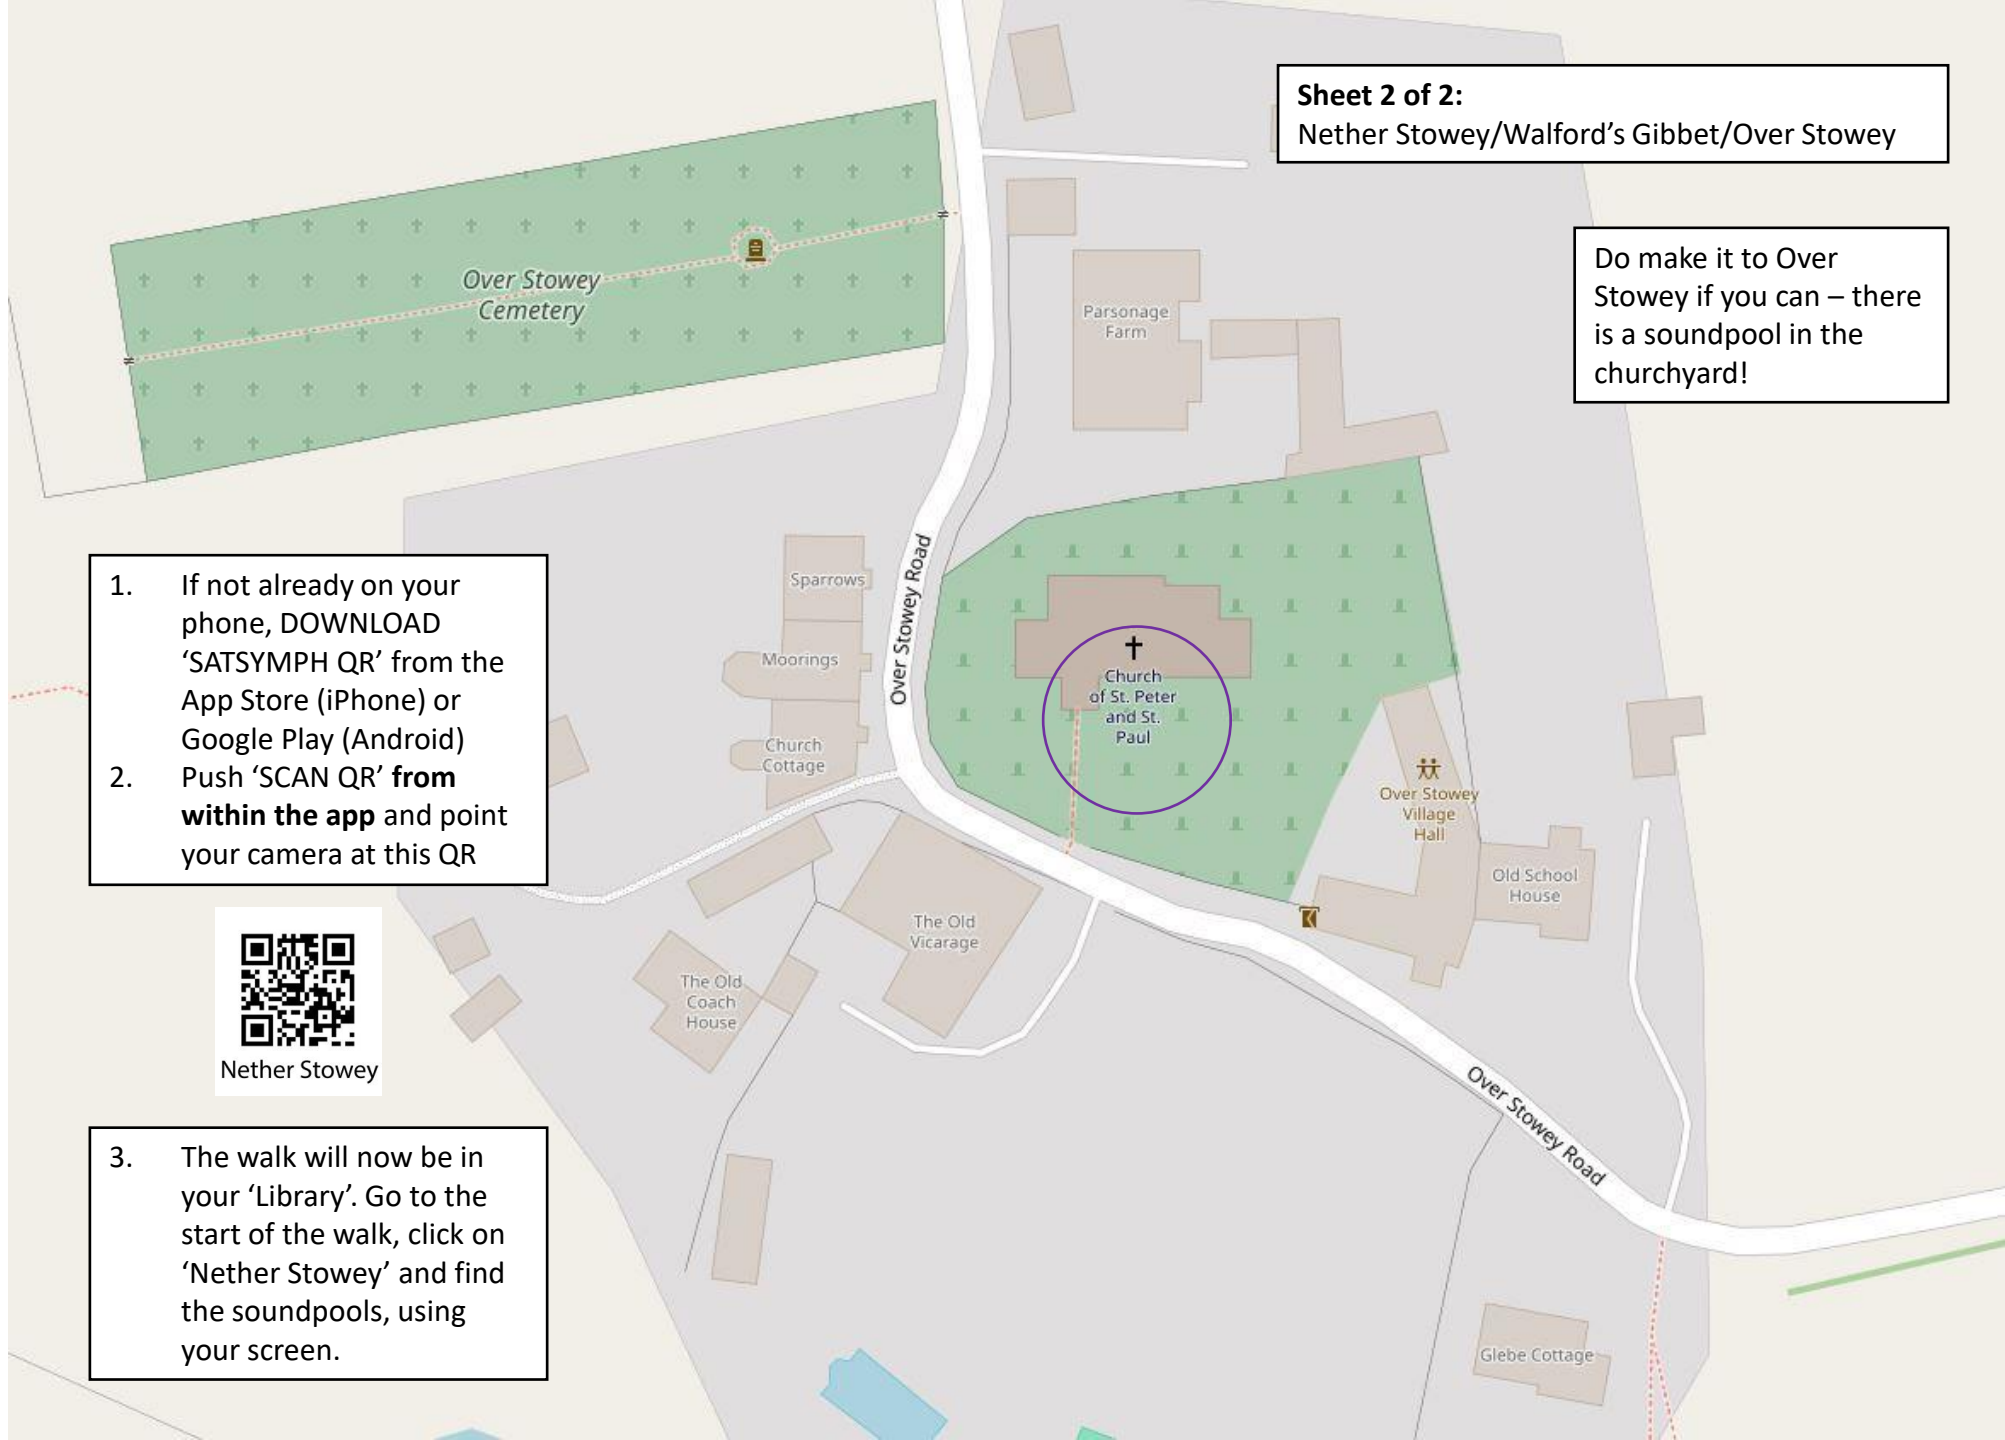 Sheet 2 of 2:
Nether Stowey/Walford’s Gibbet/Over Stowey
Do make it to Over
Stowey if you can – there
is a soundpool in the
churchyard!
Over Stowey
Cemetery
Parsonage
Farm
1. If not already on your
phone, DOWNLOAD
‘SATSYMPH QR’ from the
App Store (iPhone) or
Google Play (Android)
2. Push ‘SCAN QR’ from
within the app and point
your camera at this QR
Sparrows
Moorings
Church
Cottage
Over Stowey Road
Church
of St. Peter
and St.
Paul
Over Stowey
Village
Hall
Old School
House
The Old
Vicarage
The Old
Coach
House
Nether Stowey
Over Stowey Road
3. The walk will now be in
your ‘Library’. Go to the
start of the walk, click on
‘Nether Stowey’ and find
the soundpools, using
your screen.
Glebe Cottage